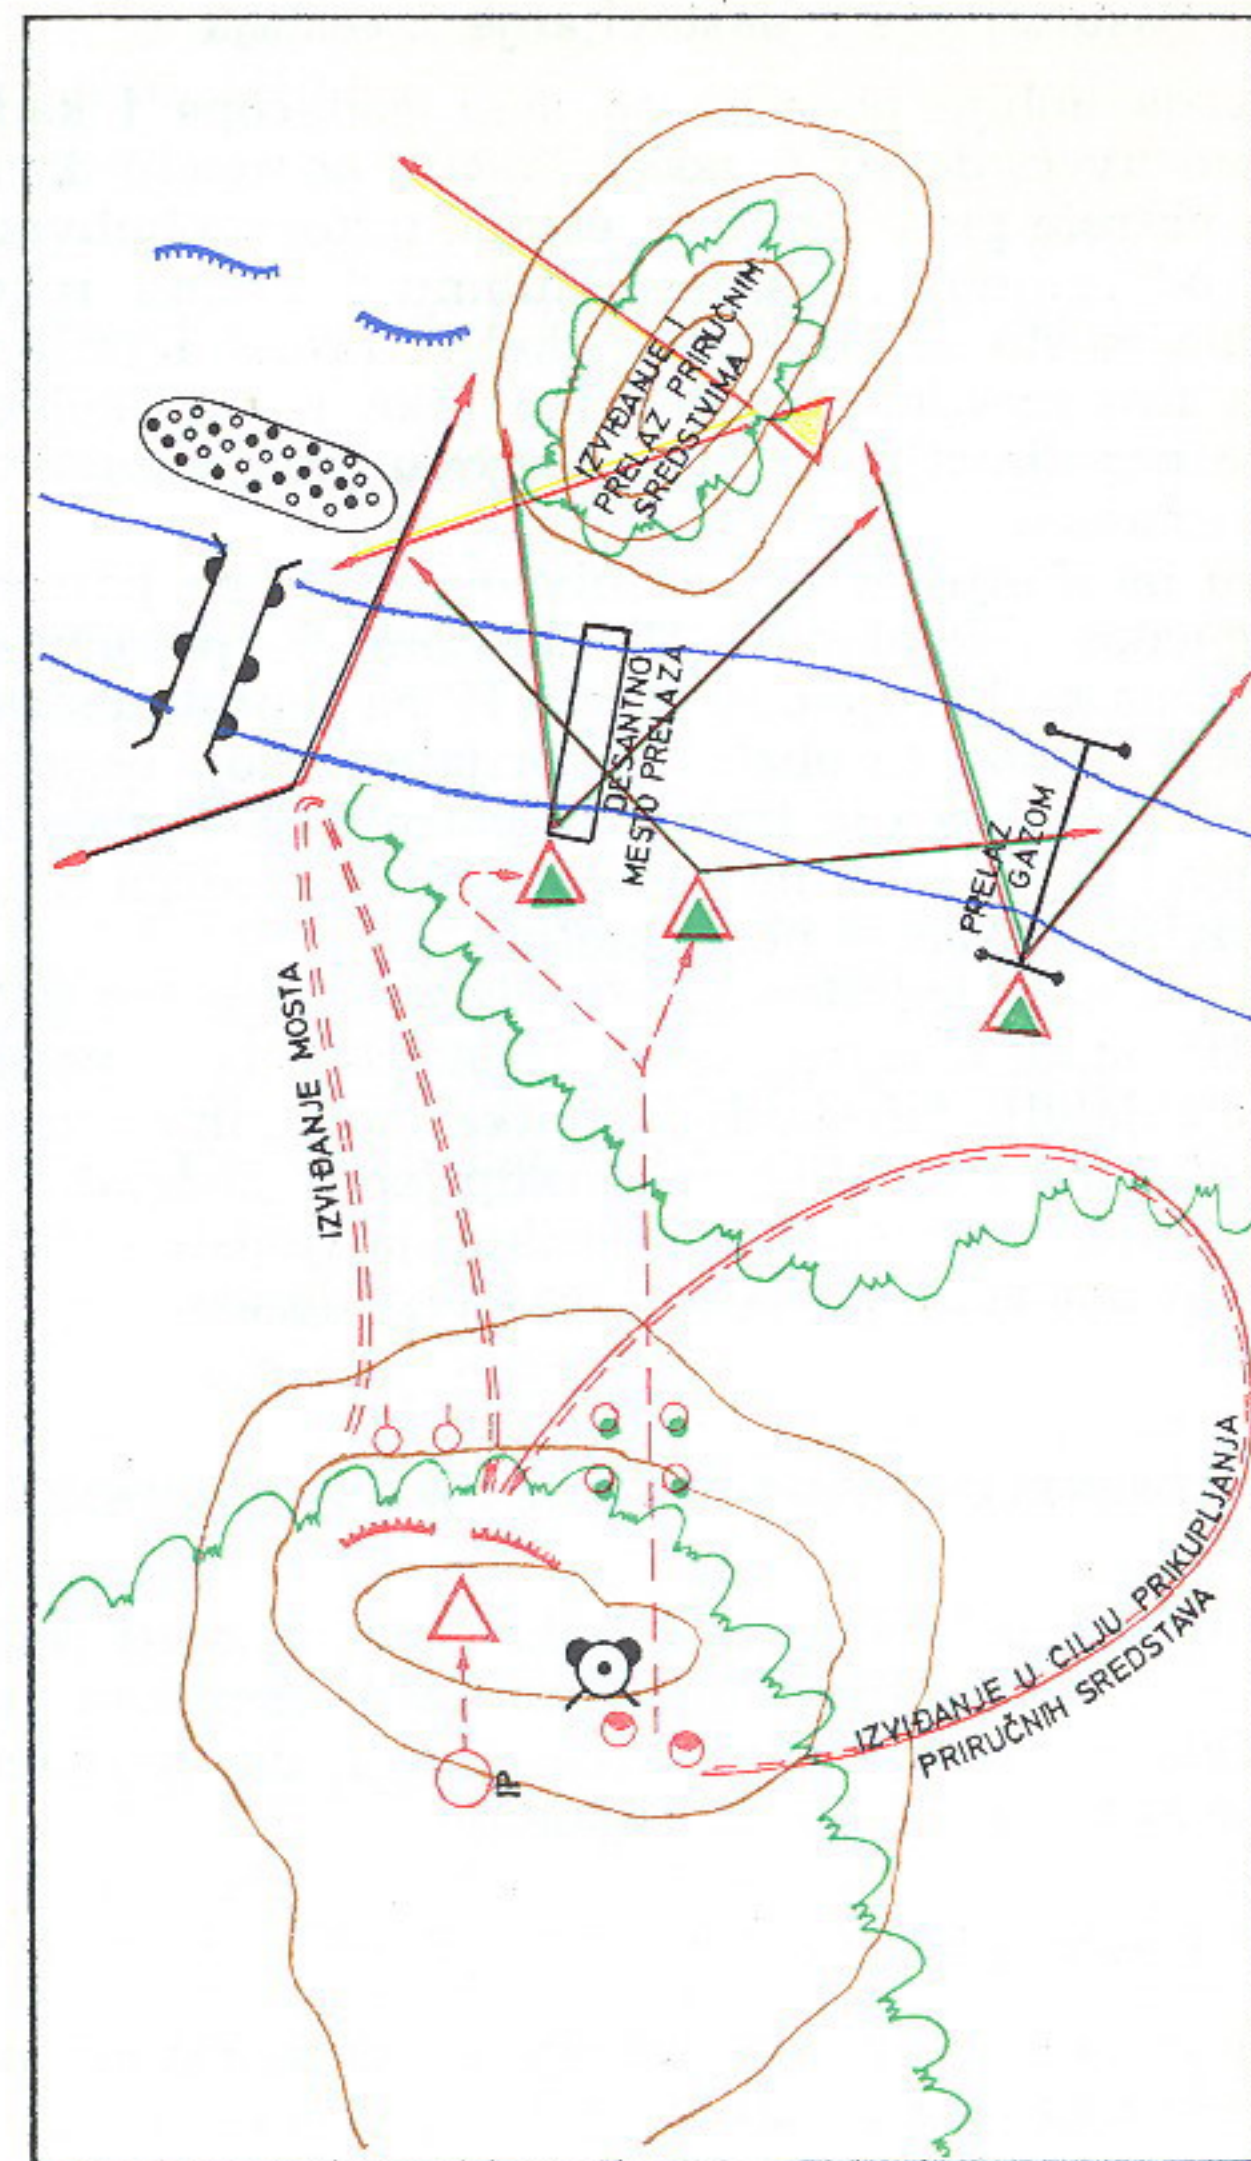 IZVIĐANJE I
PRELAZ PRIRUČNIM
SREDSTVIMA
DESANTNO
MESTO PRELAZA
PRELAZ
GAZOM
IZVIĐANJE MOSTA
IZVIĐANJE U CILJU PRIKUPLJANJA
PRIRUČNIH SREDSTAVA
IP